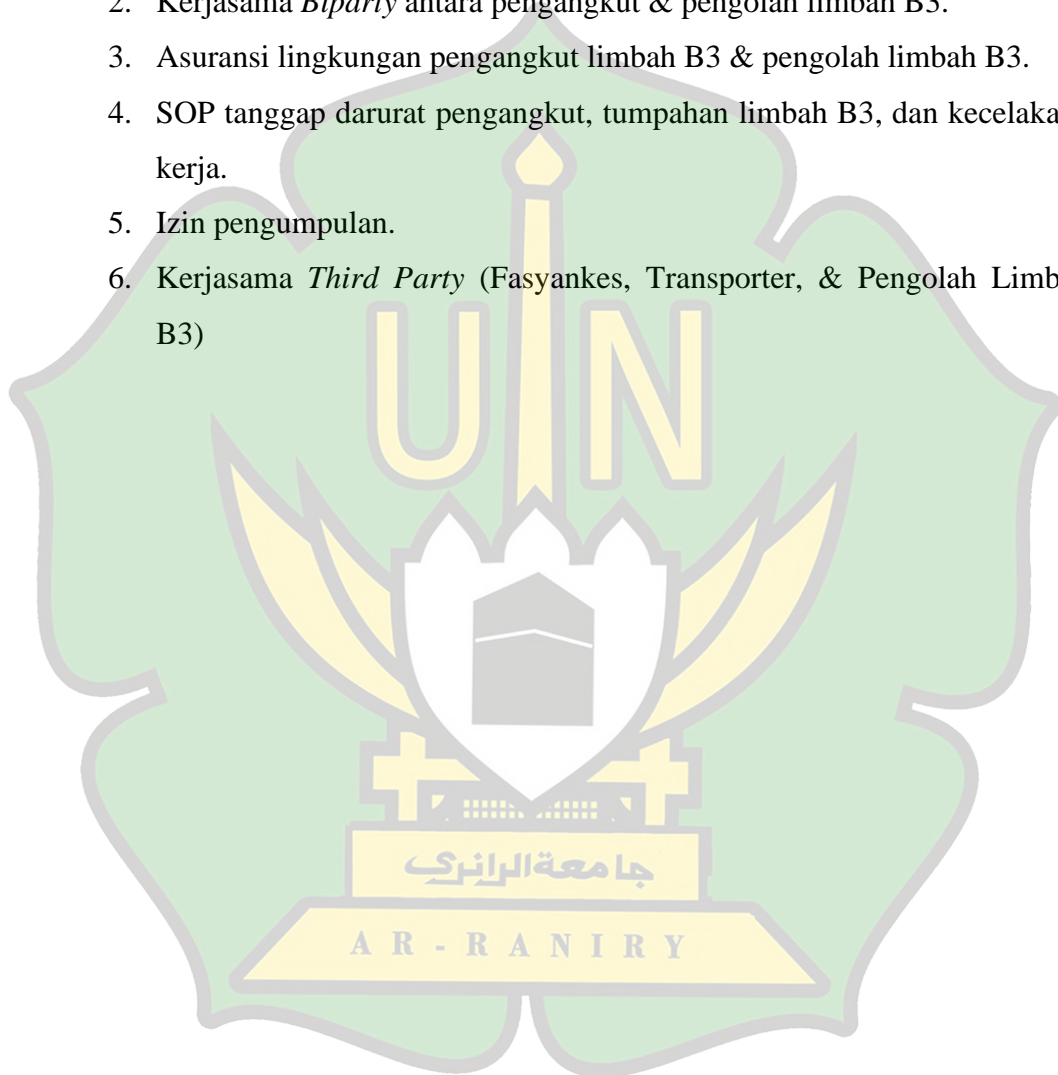 2. Kerjasama Biparty antara pengangkut & pengolah limbah B3.
3. Asuransi lingkungan pengangkut limbah B3 & pengolah limbah B3.
4. SOP tanggap darurat pengangkut, tumpahan limbah B3, dan kecelaka
kerja.
5. Izin pengumpulan.
6. Kerjasama Third Party (Fasyankes, Transporter, & Pengolah Limb
B3)
UIN
جامعة الرانري
AR-RANIRY